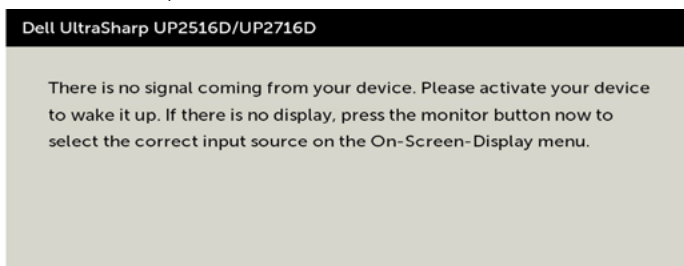 Dell UltraSharp UP2516D/UP2716D
There is no signal coming from your device. Please activate your device
to wake it up. If there is no display, press the monitor button now to
select the correct input source on the On-Screen-Display menu.